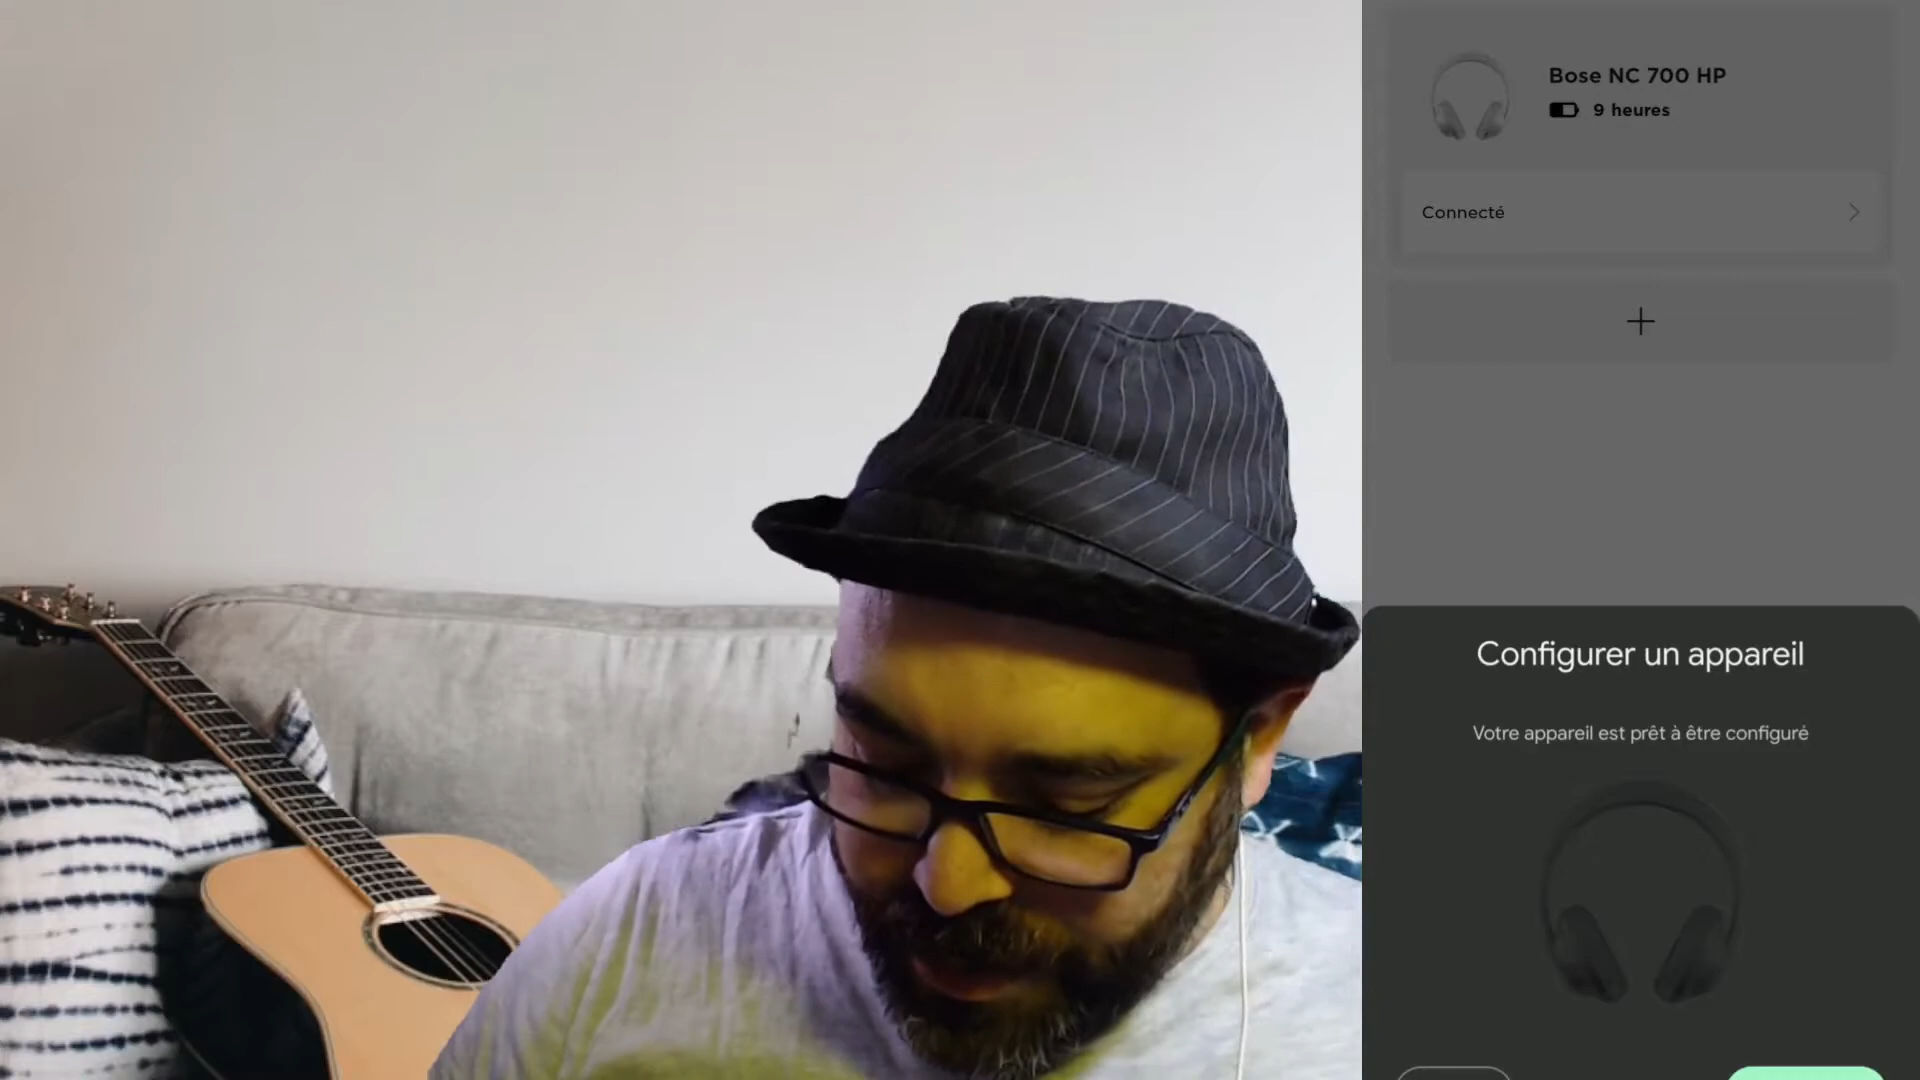 Bose NC 700 HP
9 heures
Connecté
Configurer un appareil
Votre appareil est prêt à être configuré